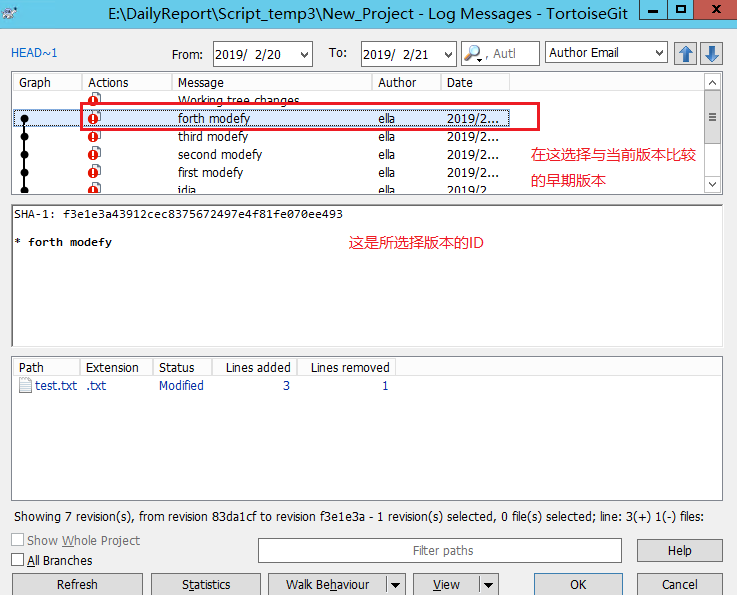 E:\DailyReport\Script_temp3\New_Project - Log Messages - TortoiseGit
HEAD~1 From: 2019/ 2/20 To: 2019/ 2/21 , Autl Author Email
Graph Actions Message Author Date
Working tree changes
forth modefy ella 2019/2...
third modefy ella 2019/2...
second modefy ella 2019/2...
first modefy ella 2019/2...
idia ella 2019/2
在这选择与当前版本比较
的早期版本
SHA-1: f3e1e3a43912cec8375672497e4f81fe070ee493
* forth modefy
这是所选择版本的ID
Path Extension Status Lines added Lines removed
test.txt .txt Modified 3 1
Showing 7 revision(s), from revision 83da1cf to revision f3e1e3a - 1 revision(s) selected, 0 file(s) selected; line: 3(+) 1(-) files:
Show Whole Project
All Branches
Filter paths
Help
Refresh Statistics Walk Behaviour View OK Cancel